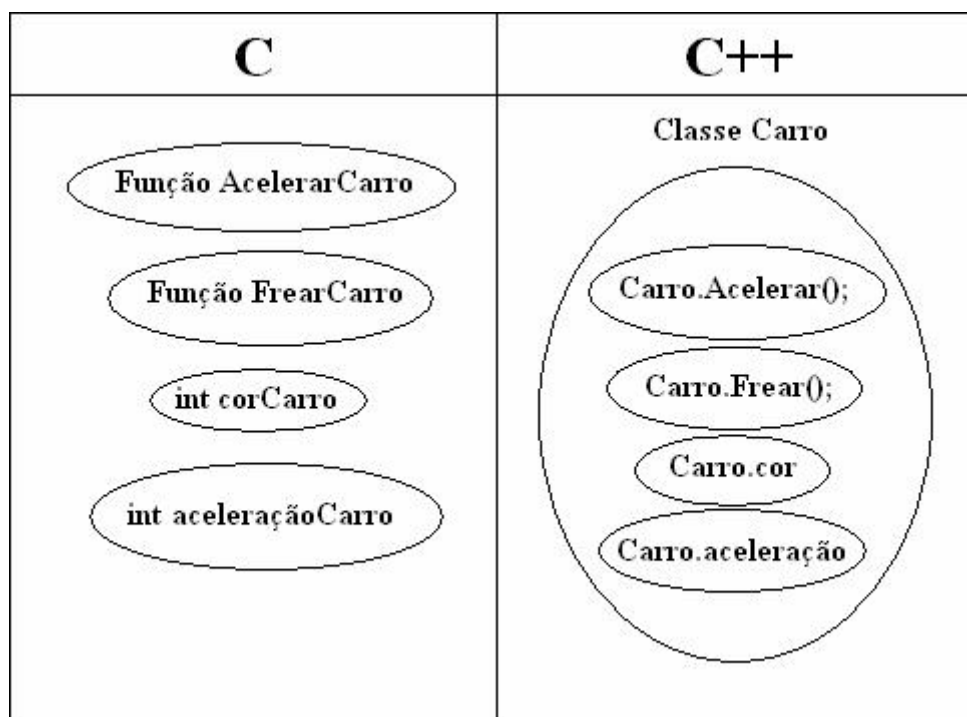 C
Função AcelerarCarro
Função FrearCarro
int corCarro
int aceleraçãoCarro
C++
Classe Carro
Carro.Acelerar();
Carro.Frear();
Carro.cor
Carro.aceleração